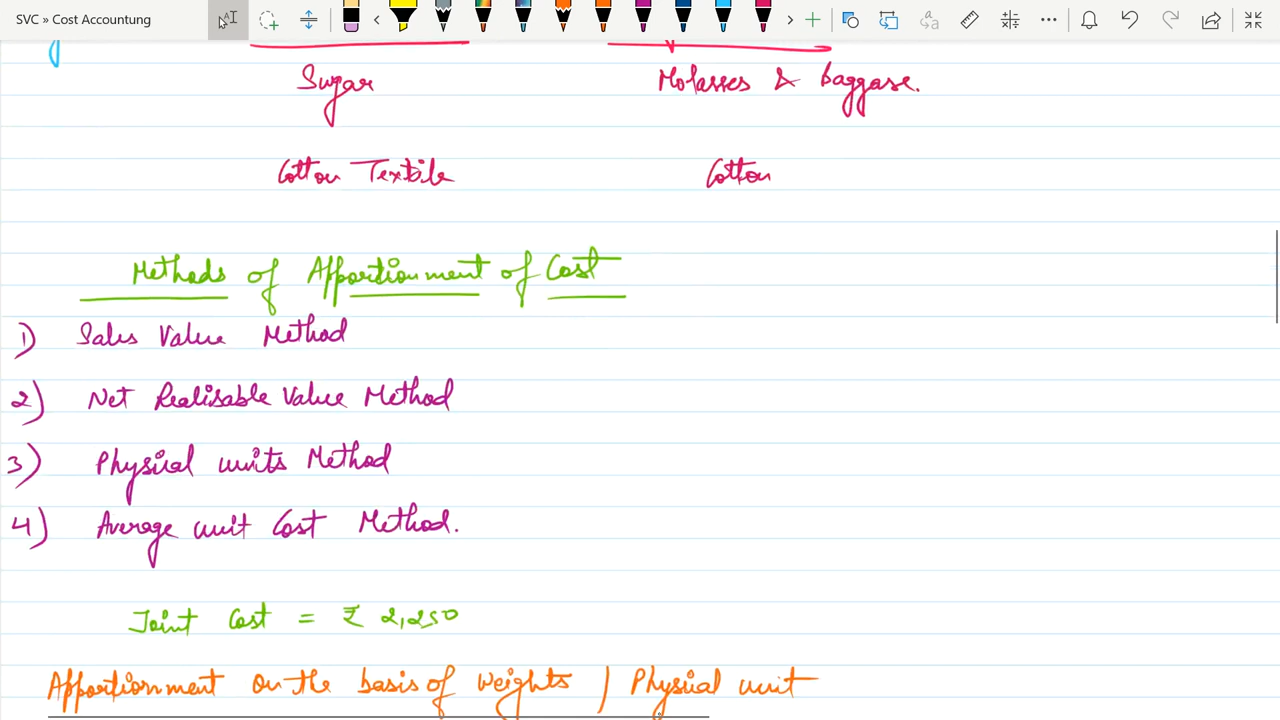 SVC » Cost Accountung
Sugar Molasses & Baggase.
Cotton Textile Cotton
Methods of Apportionment of Cost
1) Sales Value Method
2) Net Realisable Value Method
3) Physical units Method
4) Average unit Cost Method.
Joint Cost = ₹ 2,250
Apportionment on the basis of weights / Physical unit